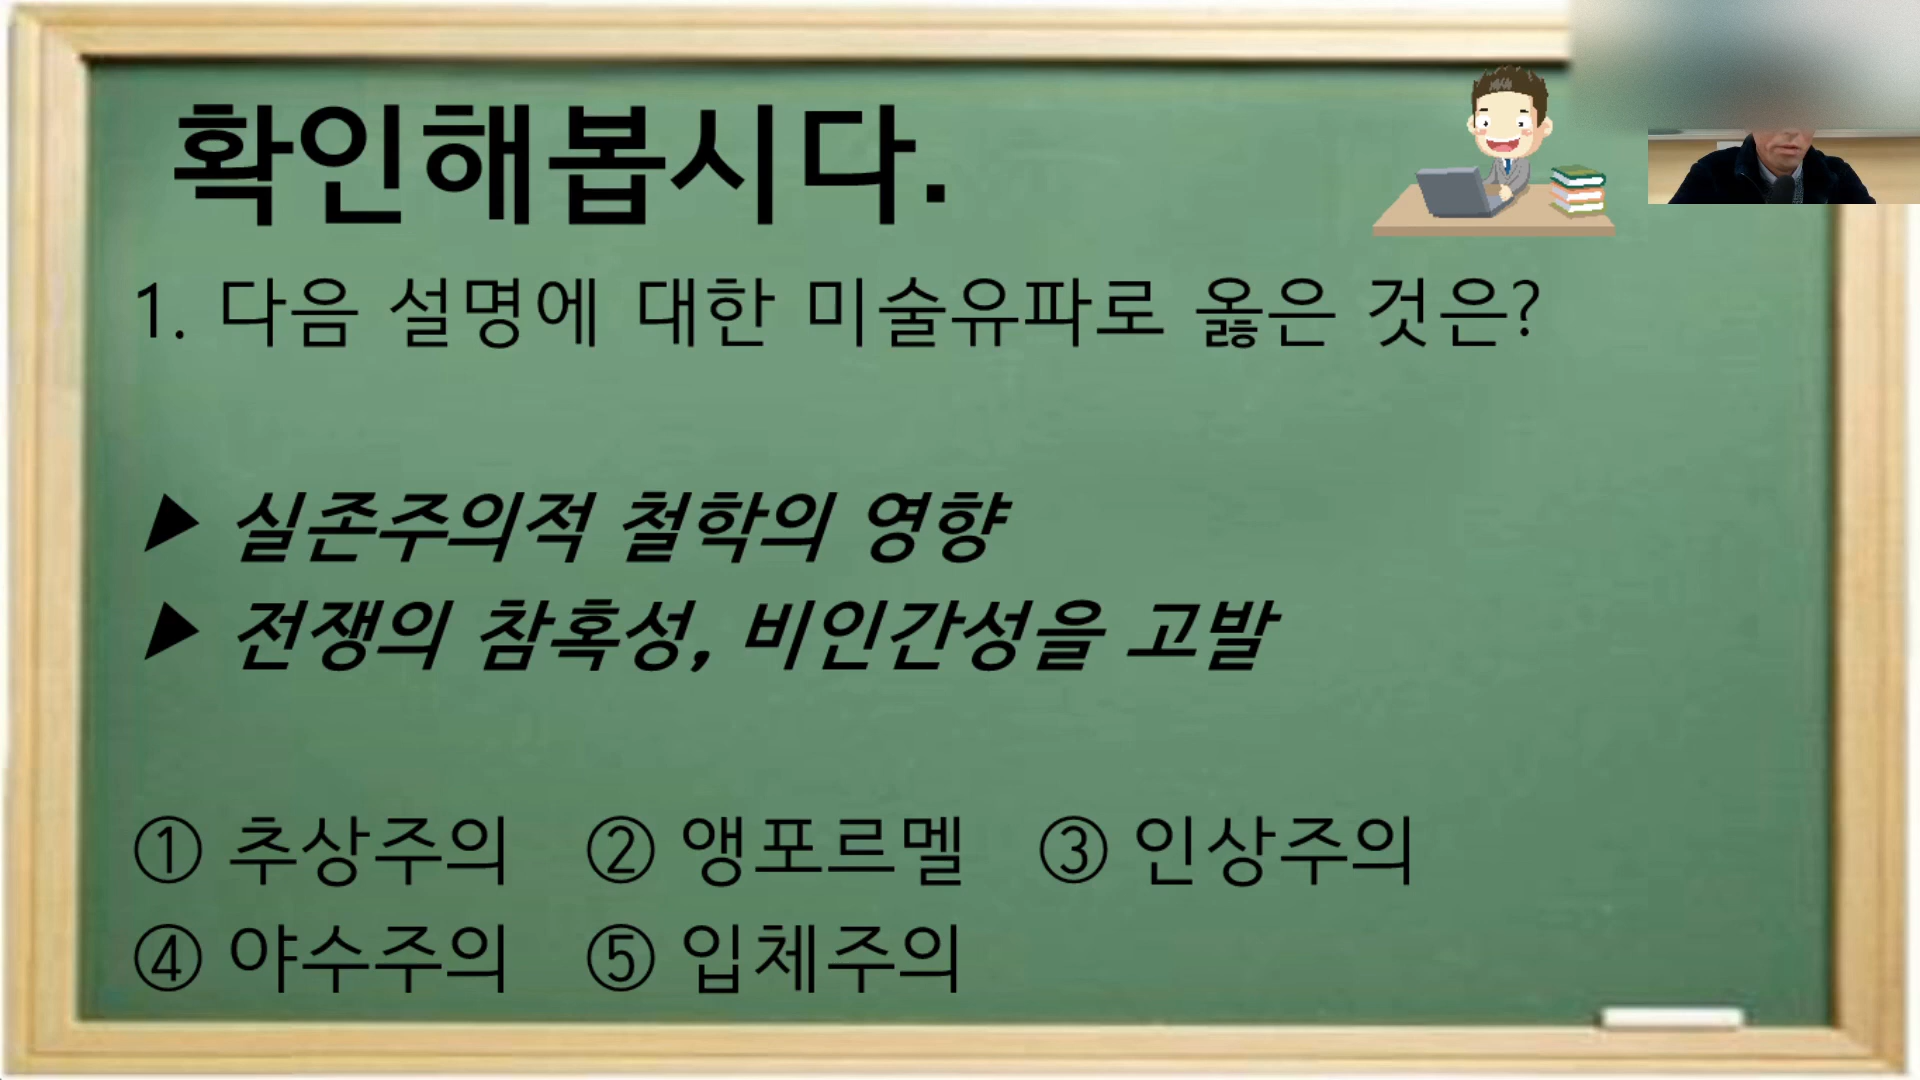 확인해봅시다.
1. 다음 설명에 대한 미술유파로 옳은 것은?
▶ 실존주의적 철학의 영향
▶ 전쟁의 참혹성, 비인간성을 고발
① 추상주의 ② 앵포르멜 ③ 인상주의
④ 야수주의 ⑤ 입체주의